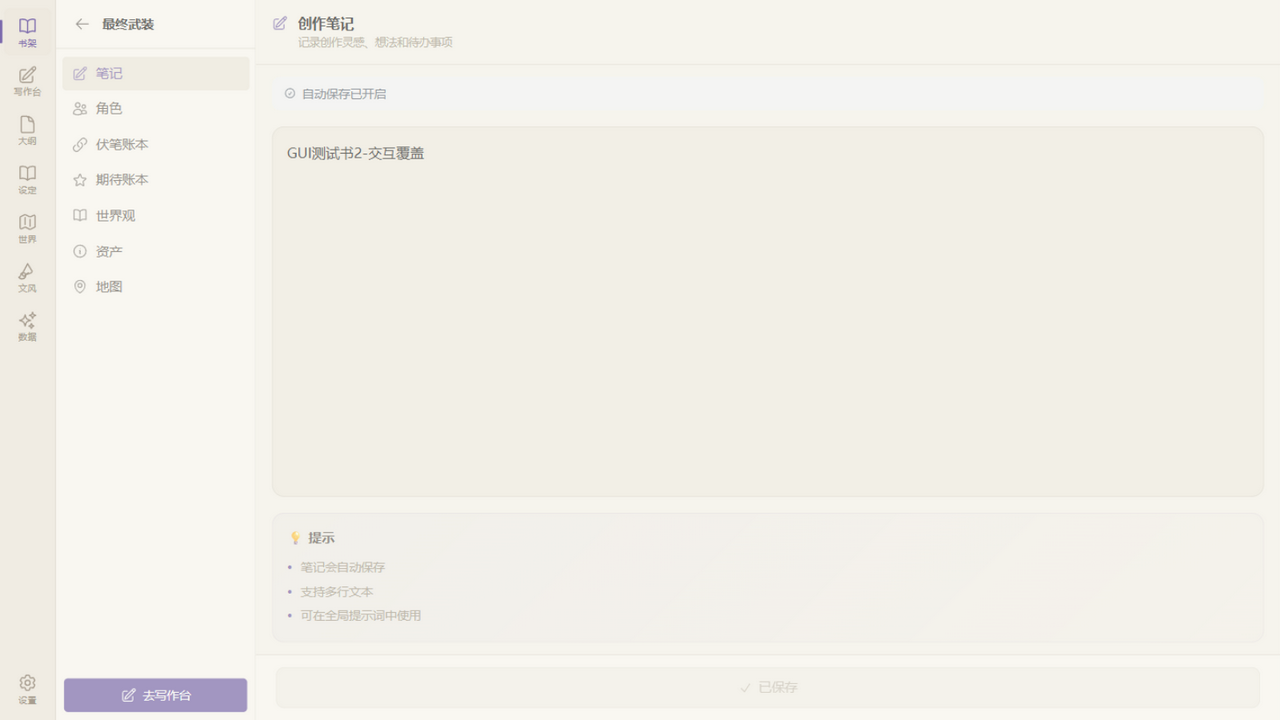 书架
写作台
大纲
设定
世界
文风
数据
设置
最终武装
笔记
角色
伏笔账本
期待账本
世界观
资产
地图
去写作台
创作笔记
记录创作灵感、想法和待办事项
自动保存已开启
GUI测试书2-交互覆盖
提示
笔记会自动保存
支持多行文本
可在全局提示词中使用
已保存